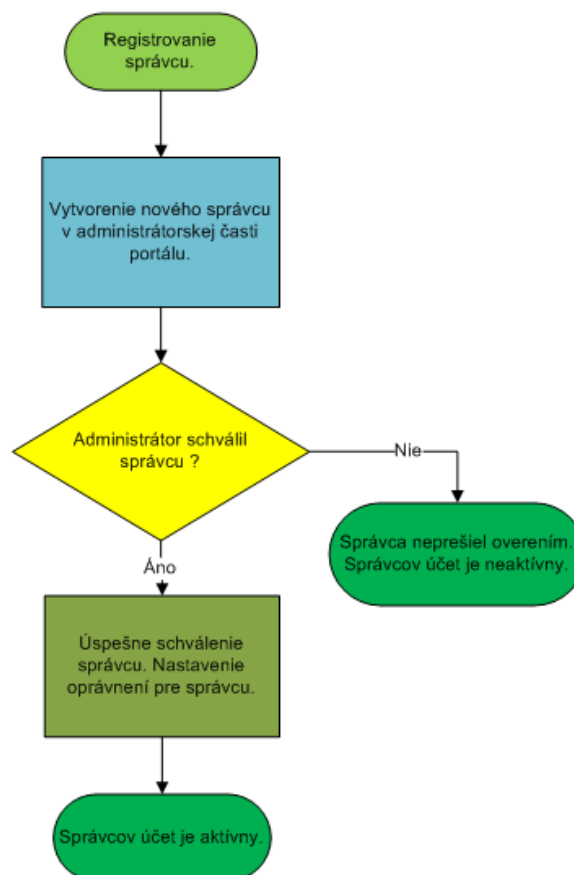 Registrovanie
správcu.
Vytvorenie nového správcu
v administrátorskej časti
portálu.
Administrátor schválil
správcu ?
Nie
Správca neprešiel overením.
Správcov účet je neaktívny.
Áno
Úspešne schválenie
správcu. Nastavenie
oprávnení pre správcu.
Správcov účet je aktívny.